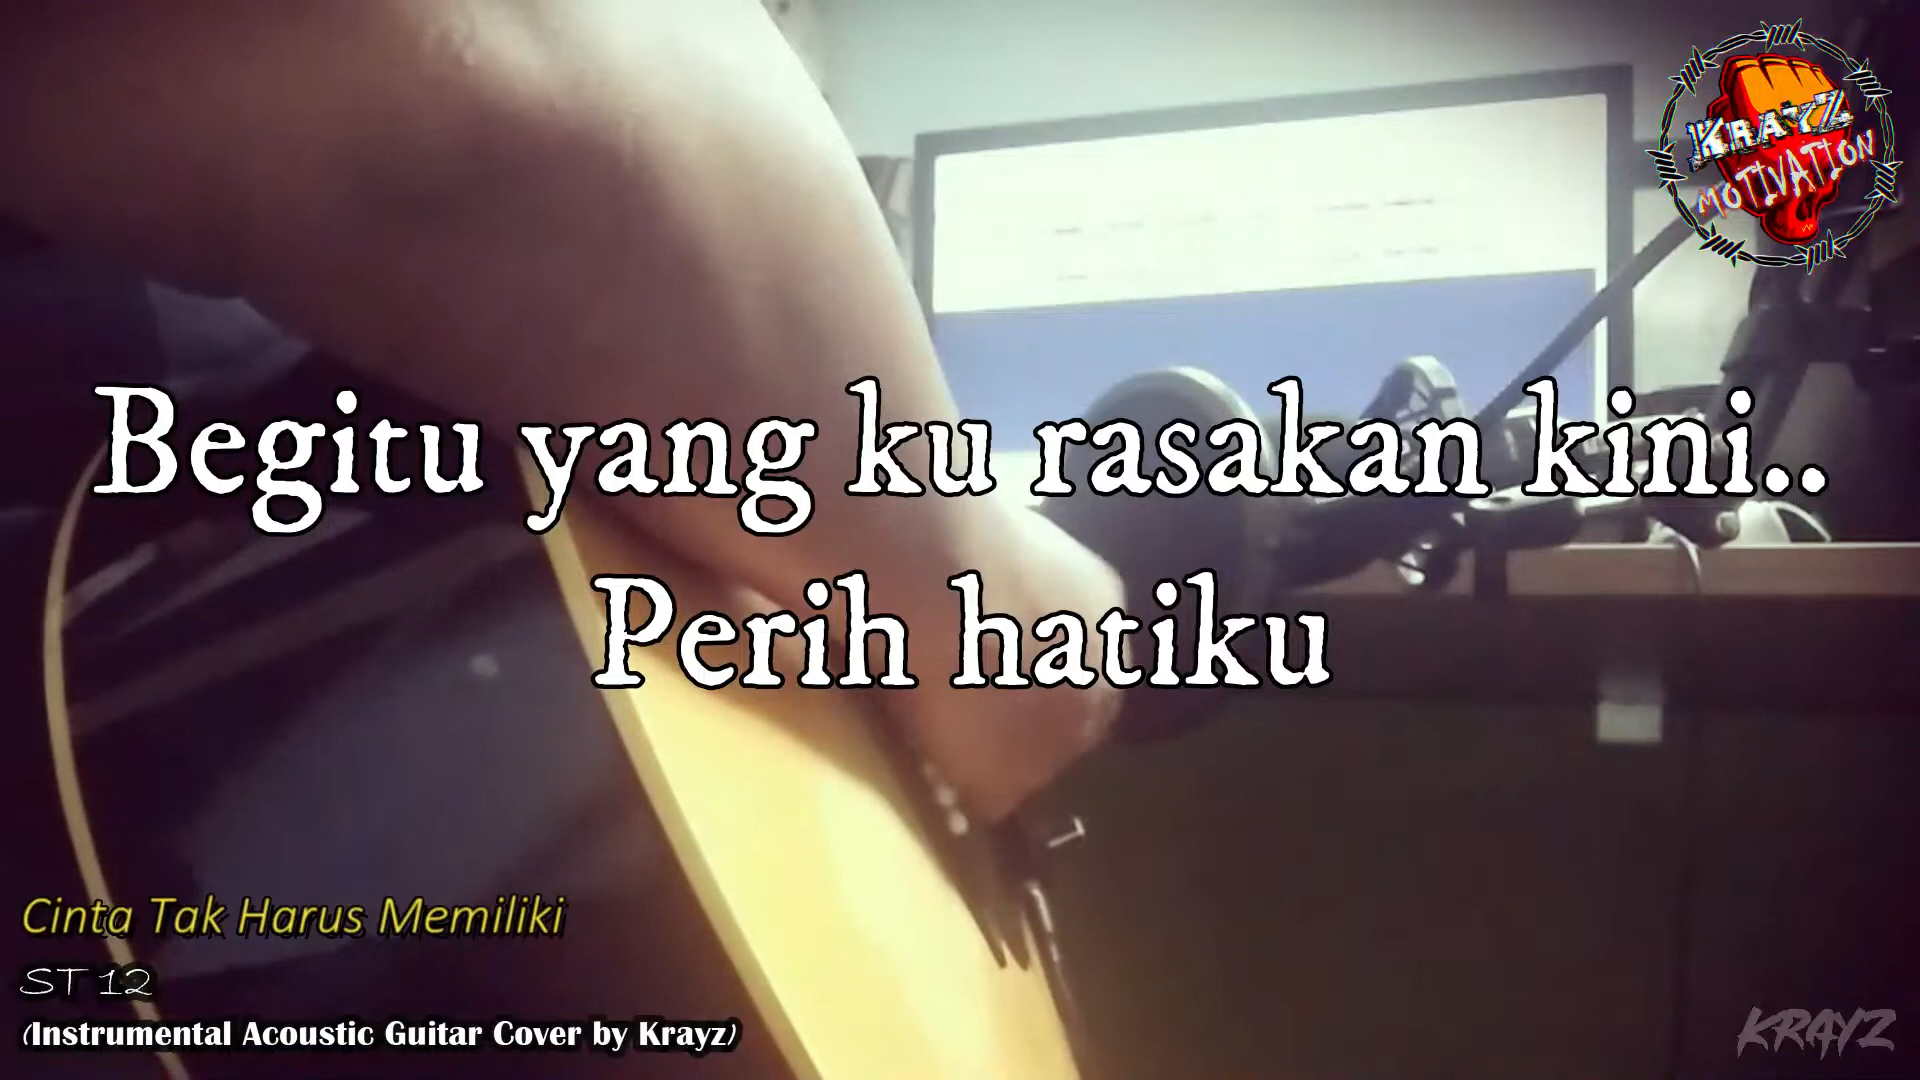 KRAYZ
MOTIVATION
Begitu yang ku rasakan kini..
Perih hatiku
Cinta Tak Harus Memiliki
ST 12
(Instrumental Acoustic Guitar Cover by Krayz)
KRAYZ